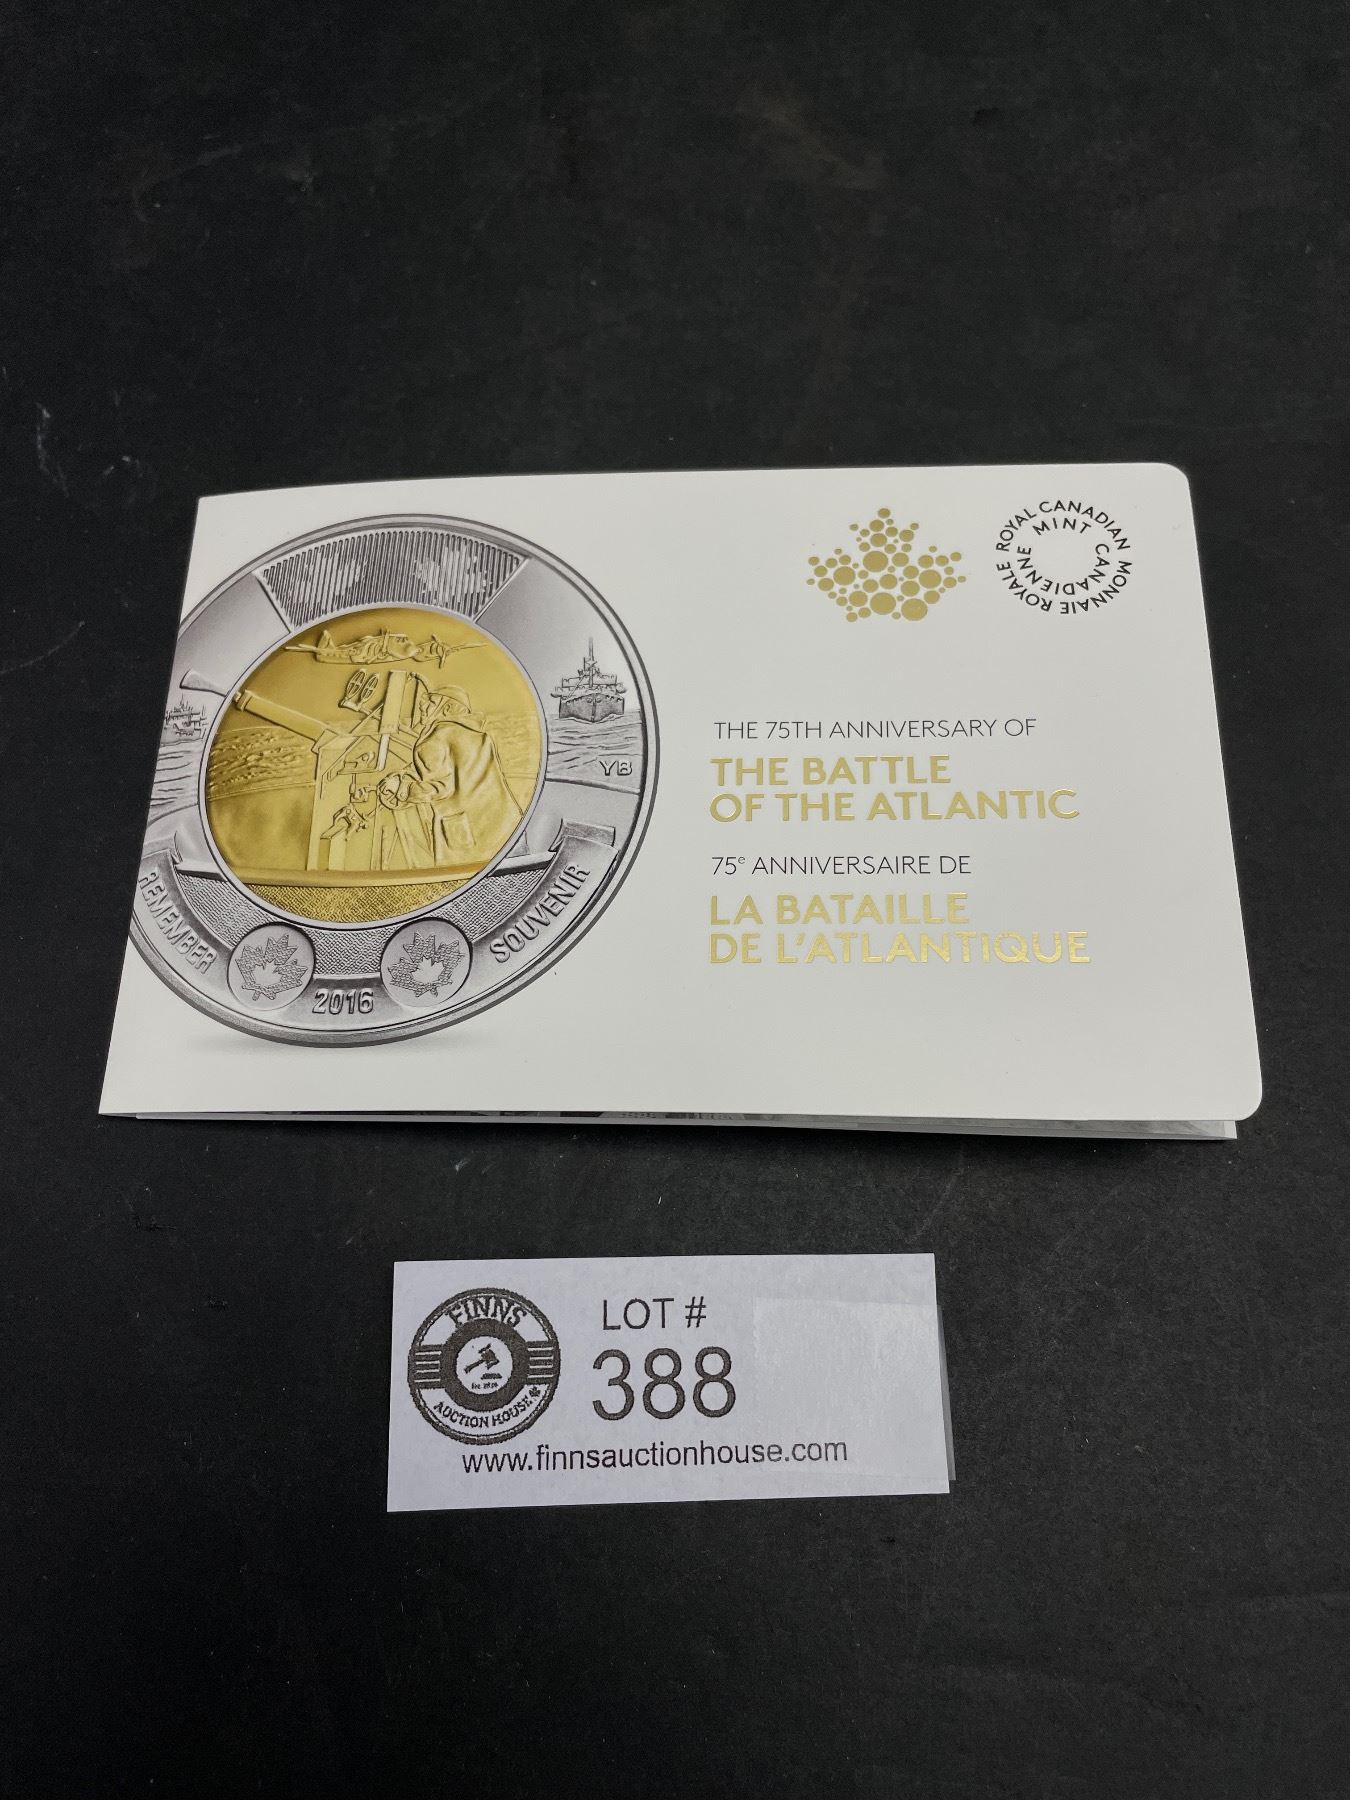 ROYAL CANADIAN MINT
MONNAIE ROYALE CANADIENNE
THE 75TH ANNIVERSARY OF
THE BATTLE
OF THE ATLANTIC
75e ANNIVERSAIRE DE
LA BATAILLE
DE L'ATLANTIQUE
YB
REMEMBER
SOUVENIR
2016
FINNS
AUCTION HOUSE
LOT #
388
www.finnsauctionhouse.com